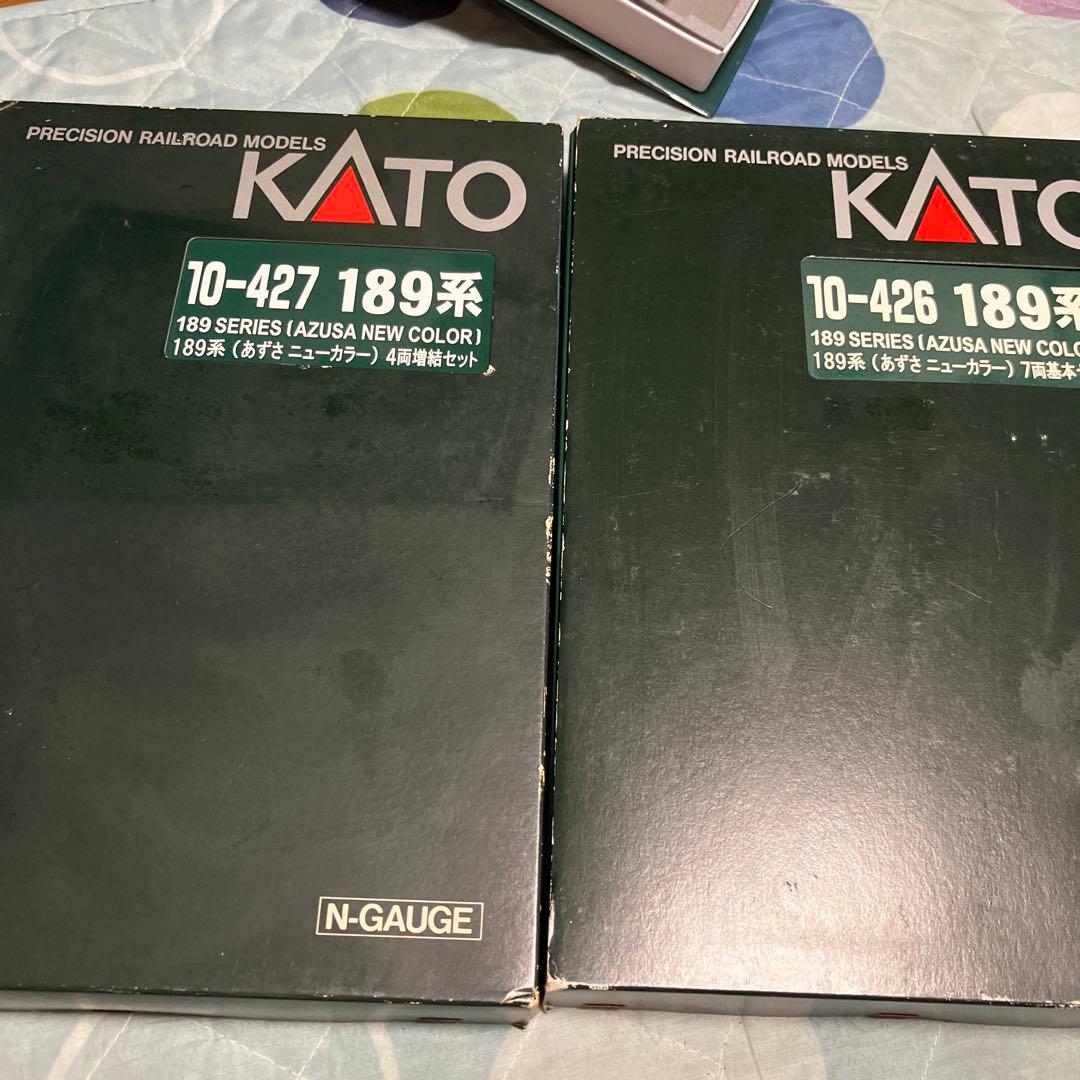 PRECISION RAILROAD MODELS
KATO
10-427 189系
189 SERIES (AZUSA NEW COLOR)
189系 (あずさ ニューカラー) 4両増結セット
N-GAUGE
PRECISION RAILROAD MODELS
KATO
10-426 189系
189 SERIES (AZUSA NEW COLO
189系 (あずさ ニューカラー) 7両基本